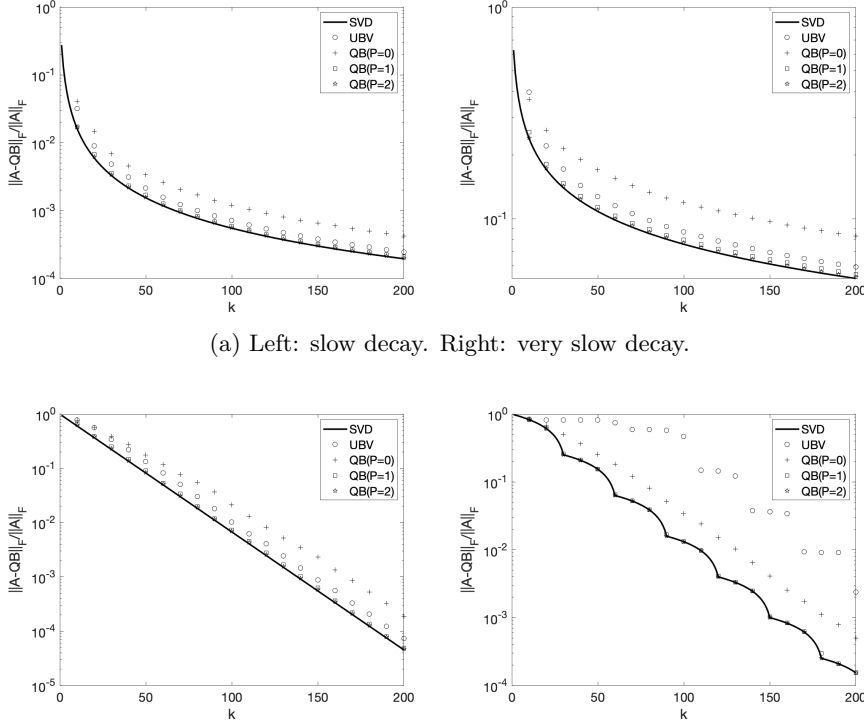 10^0
10^-1
10^-2
10^-3
10^-4
||A-QB||_F/||A||_F
0 50 100 150 200
k
SVD
UBV
QB(P=0)
QB(P=1)
QB(P=2)
10^0
10^-1
||A-QB||_F/||A||_F
0 50 100 150 200
k
SVD
UBV
QB(P=0)
QB(P=1)
QB(P=2)
(a) Left: slow decay. Right: very slow decay.
10^0
10^-1
10^-2
10^-3
10^-4
10^-5
||A-QB||_F/||A||_F
0 50 100 150 200
k
SVD
UBV
QB(P=0)
QB(P=1)
QB(P=2)
10^0
10^-1
10^-2
10^-3
10^-4
||A-QB||_F/||A||_F
0 50 100 150 200
k
SVD
UBV
QB(P=0)
QB(P=1)
QB(P=2)